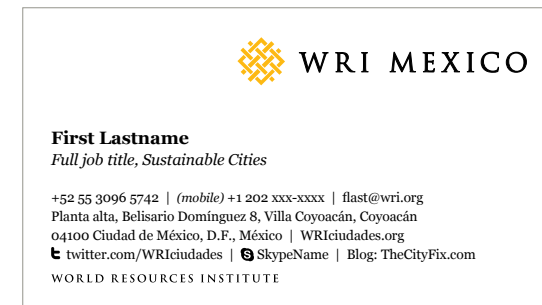 WRI MEXICO
First Lastname
Full job title, Sustainable Cities
+52 55 3096 5742 | (mobile) +1 202 xxx-xxxx | flast@wri.org
Planta alta, Belisario Domínguez 8, Villa Coyoacán, Coyoacán
04100 Ciudad de México, D.F., México | WRIciudades.org
twitter.com/WRIciudades | SkypeName | Blog: TheCityFix.com
WORLD RESOURCES INSTITUTE